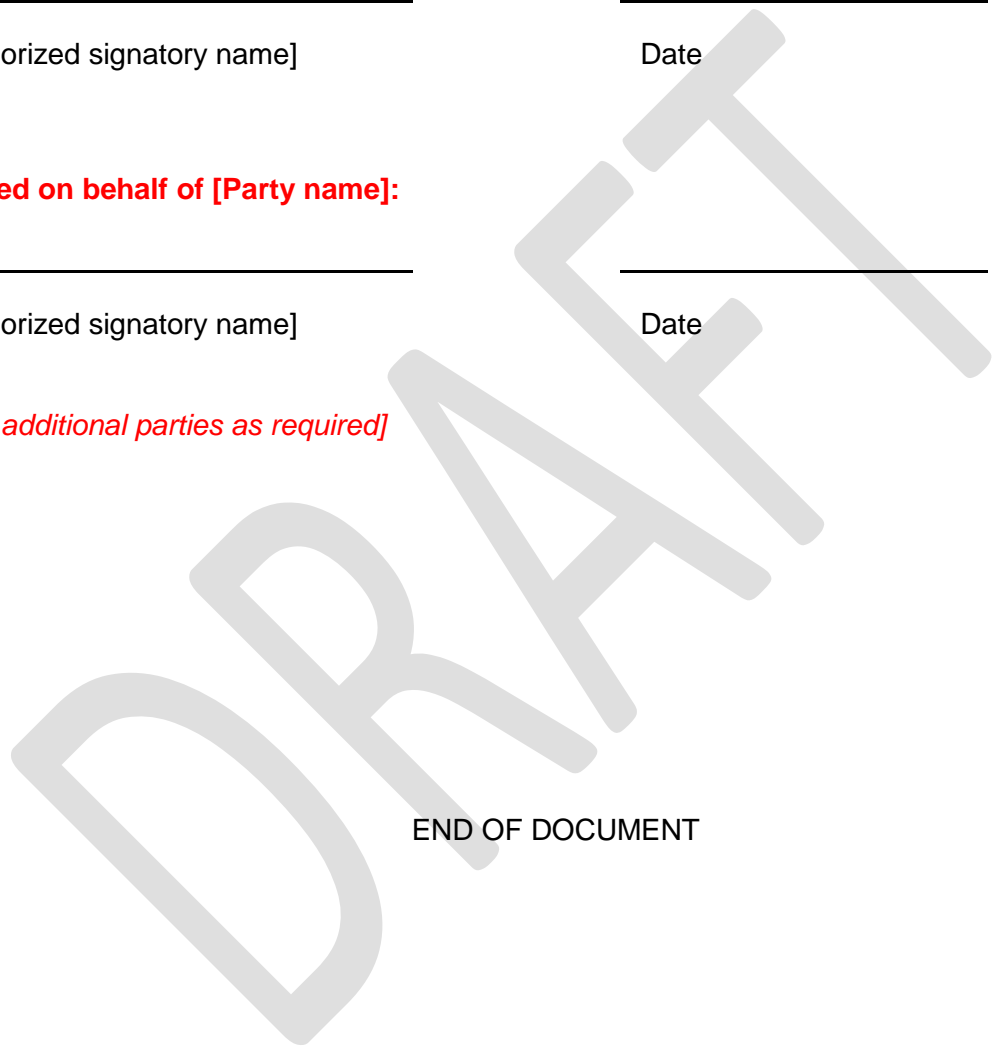 orized signatory name] Date
ed on behalf of [Party name]:
orized signatory name] Date
additional parties as required]
END OF DOCUMENT
DRAFT